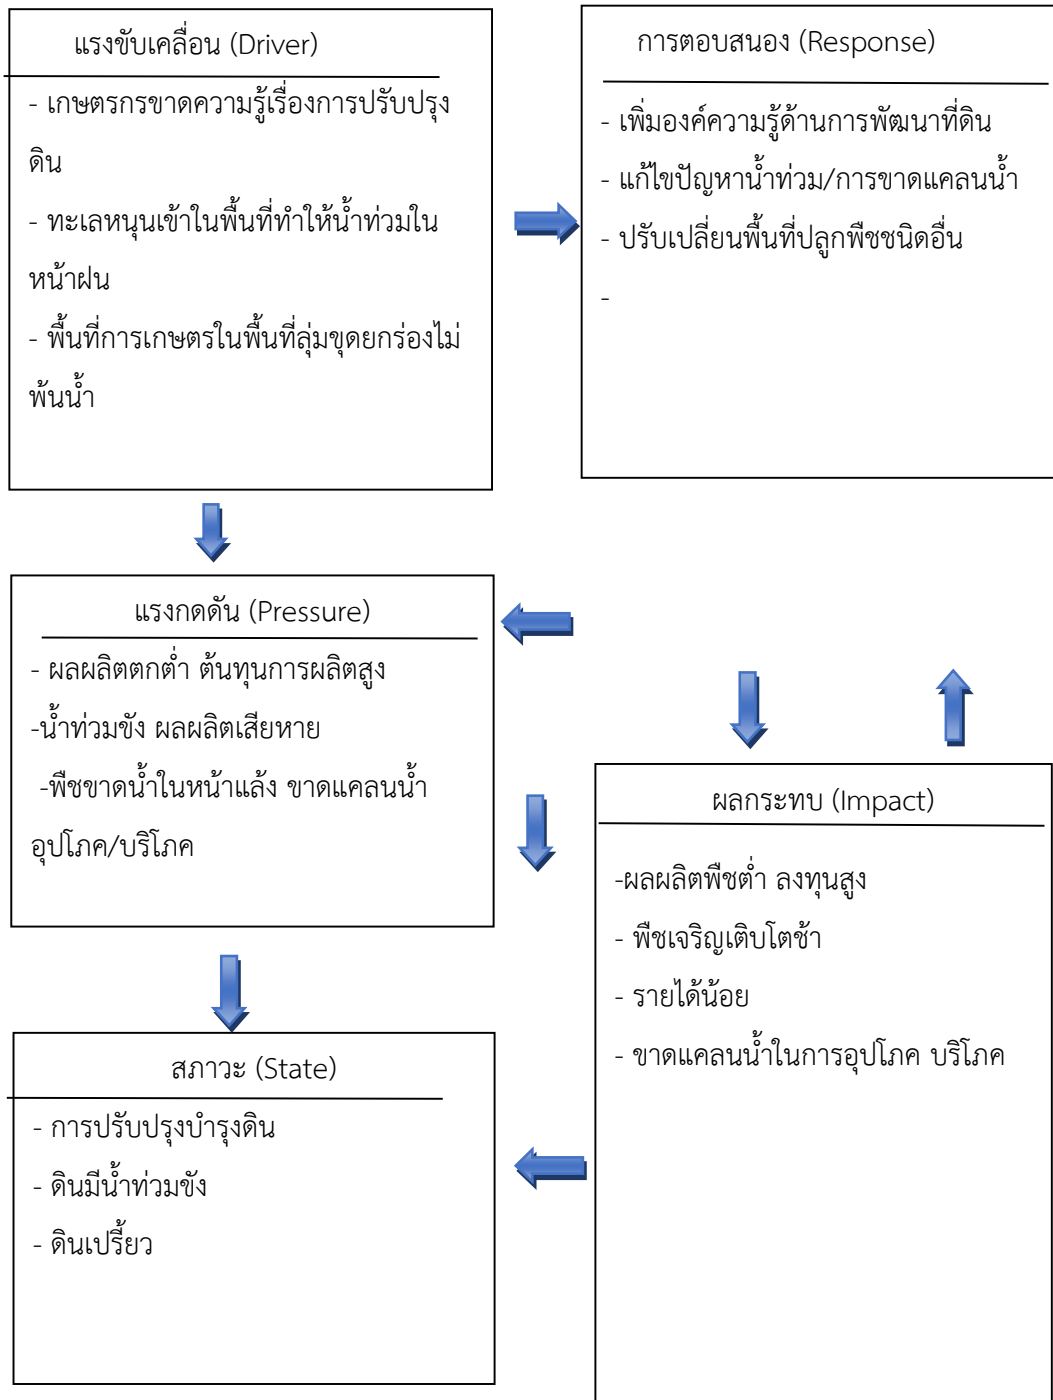 แรงขับเคลื่อน (Driver)
- เกษตรกรขาดความรู้เรื่องการปรับปรุง
ดิน
- ทะเลหนุนเข้าในพื้นที่ทำให้น้ำท่วมใน
หน้าฝน
- พื้นที่การเกษตรในพื้นที่ลุ่มขุดยกร่องไม่
พ้นน้ำ
การตอบสนอง (Response)
- เพิ่มองค์ความรู้ด้านการพัฒนาที่ดิน
- แก้ไขปัญหาน้ำท่วม/การขาดแคลนน้ำ
- ปรับเปลี่ยนพื้นที่ปลูกพืชชนิดอื่น
-
แรงกดดัน (Pressure)
- ผลผลิตตกต่ำ ต้นทุนการผลิตสูง
-น้ำท่วมขัง ผลผลิตเสียหาย
-พืชขาดน้ำในหน้าแล้ง ขาดแคลนน้ำ
อุปโภค/บริโภค
ผลกระทบ (Impact)
-ผลผลิตพืชต่ำ ลงทุนสูง
- พืชเจริญเติบโตช้า
- รายได้น้อย
- ขาดแคลนน้ำในการอุปโภค บริโภค
สภาวะ (State)
- การปรับปรุงบำรุงดิน
- ดินมีน้ำท่วมขัง
- ดินเปรี้ยว